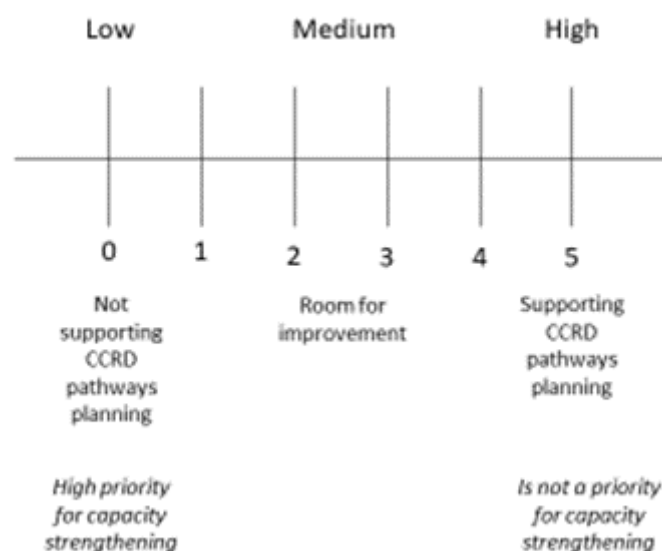 Low Medium High
0 1 2 3 4 5
Not
supporting
CCRD
pathways
planning
Room for
improvement
Supporting
CCRD
pathways
planning
High priority
for capacity
strengthening
Is not a priority
for capacity
strengthening